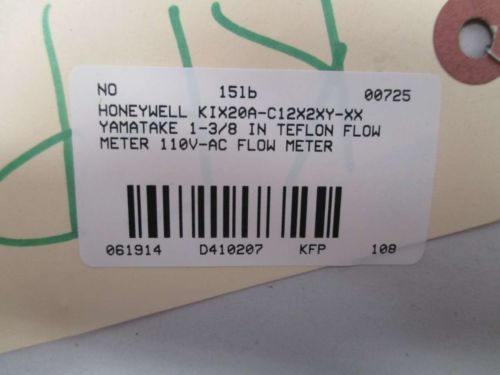 NO 15lb 00725
HONEYWELL KIX20A-C12X2XY-XX
YAMATAKE 1-3/8 IN TEFLON FLOW
METER 110V-AC FLOW METER
061914 D410207 KFP 108